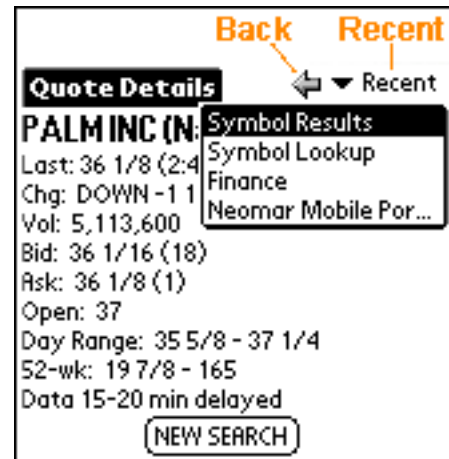 Back Recent
Quote Details Recent
PALM INC (N
Symbol Results
Last: 36 1/8 (2:4
Symbol Lookup
Chg: DOWN -1 1
Finance
Vol: 5,113,600
Neomar Mobile Por...
Bid: 36 1/16 (18)
Ask: 36 1/8 (1)
Open: 37
Day Range: 35 5/8 - 37 1/4
52-wk: 19 7/8 - 165
Data 15-20 min delayed
NEW SEARCH